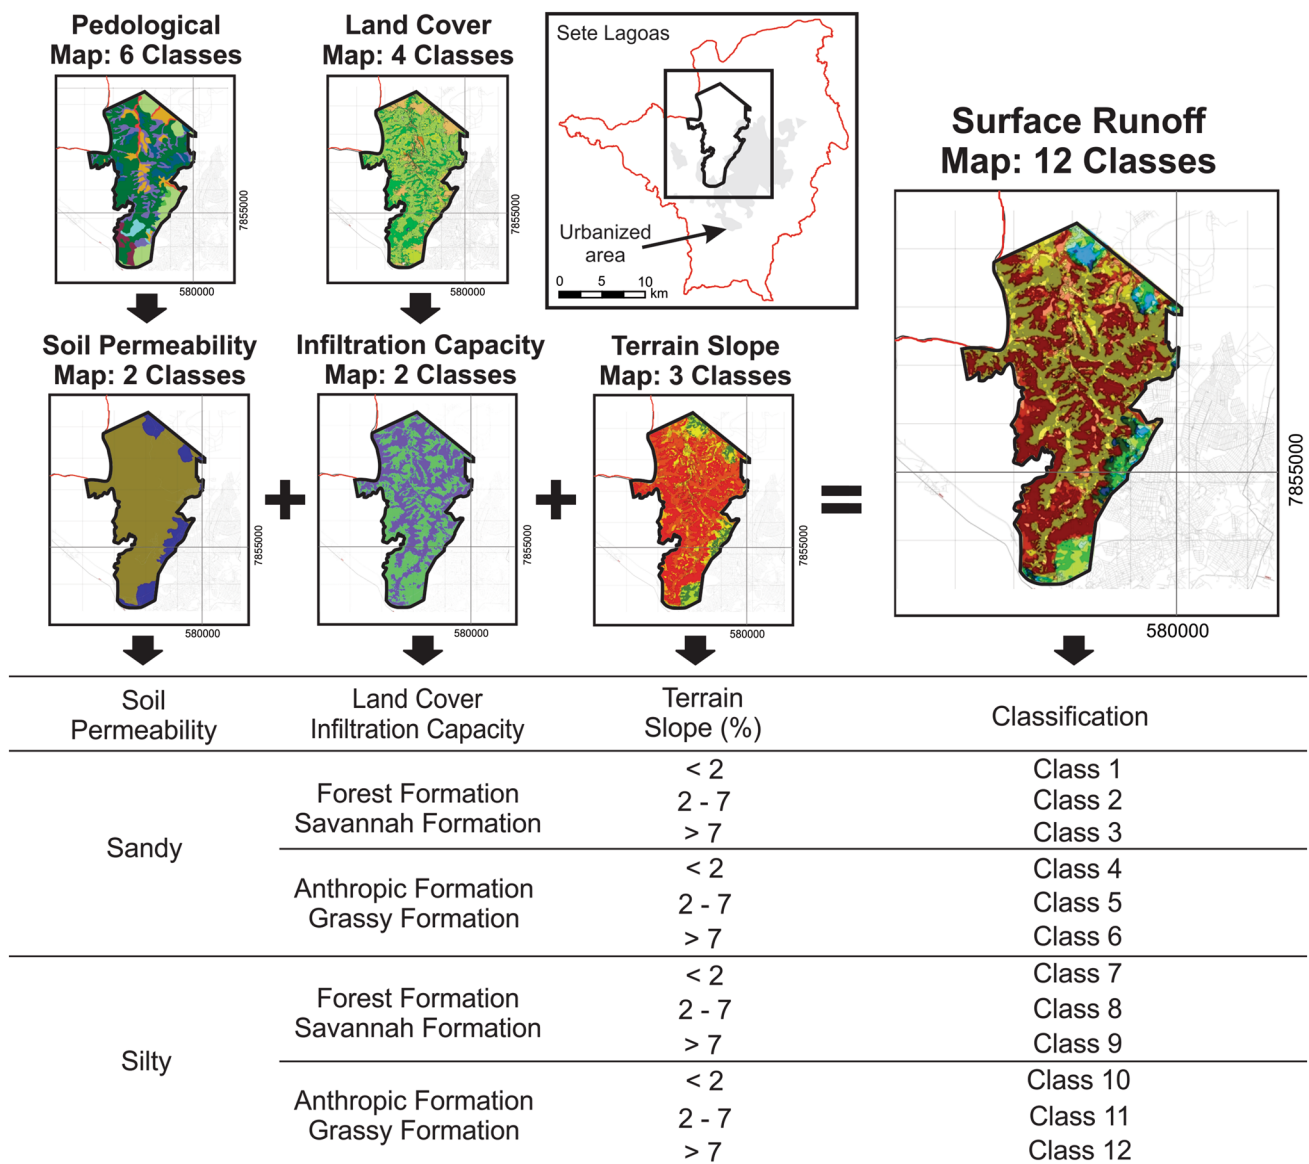 Pedological
Map: 6 Classes
Land Cover
Map: 4 Classes
Sete Lagoas
Urbanized
area
0 5 10
km
7855000
580000
7855000
580000
Surface Runoff
Map: 12 Classes
7855000
580000
Soil Permeability
Map: 2 Classes
Infiltration Capacity
Map: 2 Classes
Terrain Slope
Map: 3 Classes
+
+
=
7855000
580000
7855000
580000
7855000
580000
Soil
Permeability
Land Cover
Infiltration Capacity
Terrain
Slope (%)
Classification
Sandy
Forest Formation
Savannah Formation
< 2 Class 1
2 - 7 Class 2
> 7 Class 3
Anthropic Formation
Grassy Formation
< 2 Class 4
2 - 7 Class 5
> 7 Class 6
Silty
Forest Formation
Savannah Formation
< 2 Class 7
2 - 7 Class 8
> 7 Class 9
Anthropic Formation
Grassy Formation
< 2 Class 10
2 - 7 Class 11
> 7 Class 12